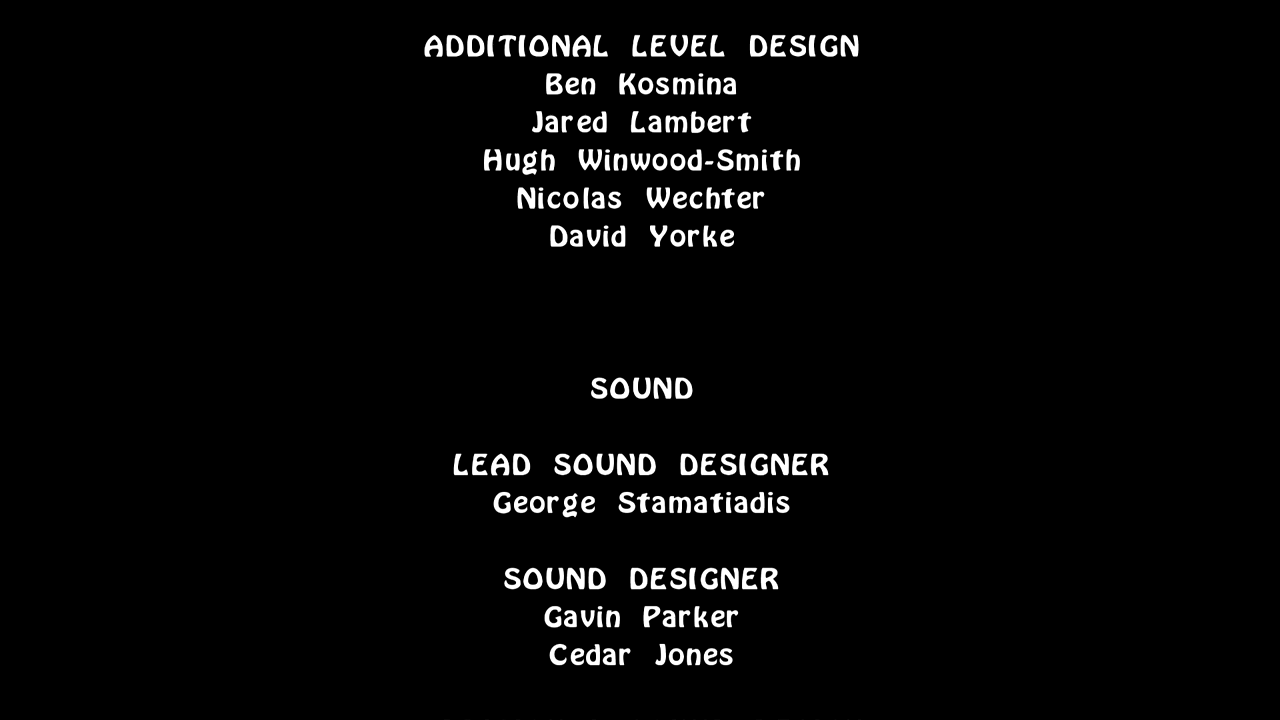 ADDITIONAL LEVEL DESIGN
Ben Kosmina
Jared Lambert
Hugh Winwood-Smith
Nicolas Wechter
David Yorke
SOUND
LEAD SOUND DESIGNER
George Stamatiadis
SOUND DESIGNER
Gavin Parker
Cedar Jones